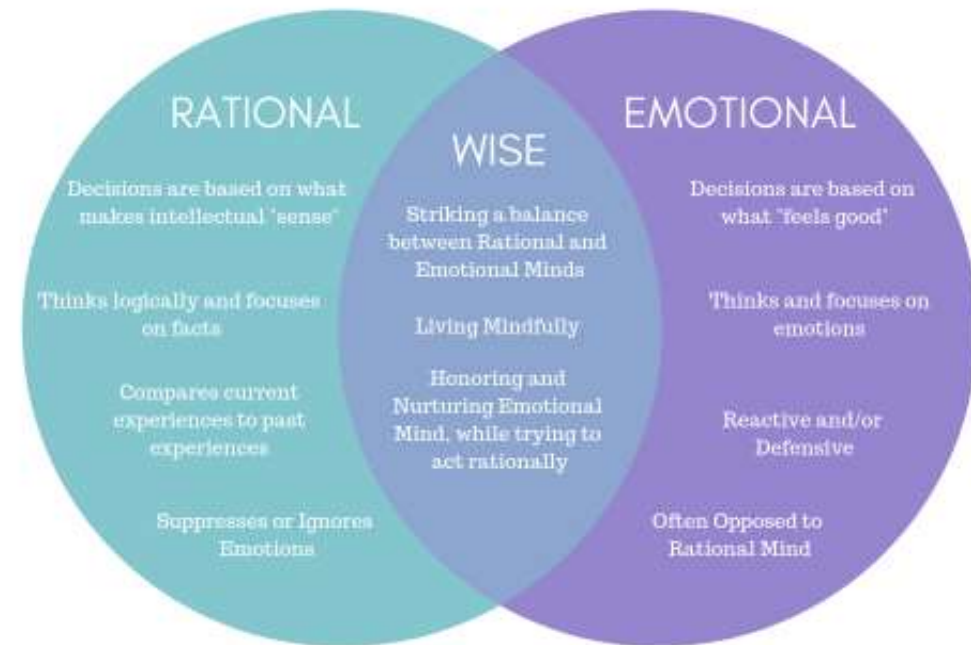 RATIONAL
Decisions are based on what
makes intellectual "sense"
Thinks logically and focuses
on facts
Compares current
experiences to past
experiences
Suppresses or Ignores
Emotions
WISE
Striking a balance
between Rational and
Emotional Minds
Living Mindfully
Honoring and
Nurturing Emotional
Mind, while trying to
act rationally
EMOTIONAL
Decisions are based on
what "feels good"
Thinks and focuses on
emotions
Reactive and/or
Defensive
Often Opposed to
Rational Mind